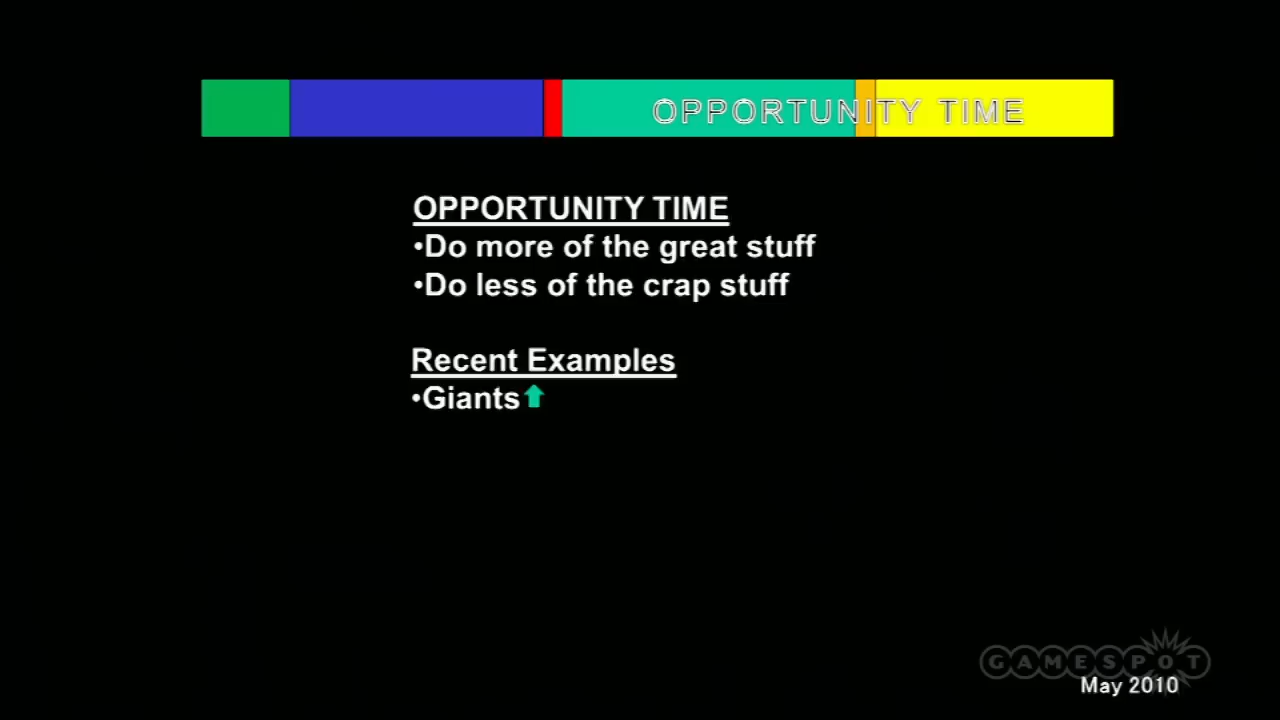 OPPORTUNITY TIME
OPPORTUNITY TIME
•Do more of the great stuff
•Do less of the crap stuff
Recent Examples
•Giants
GAMESPOT
May 2010